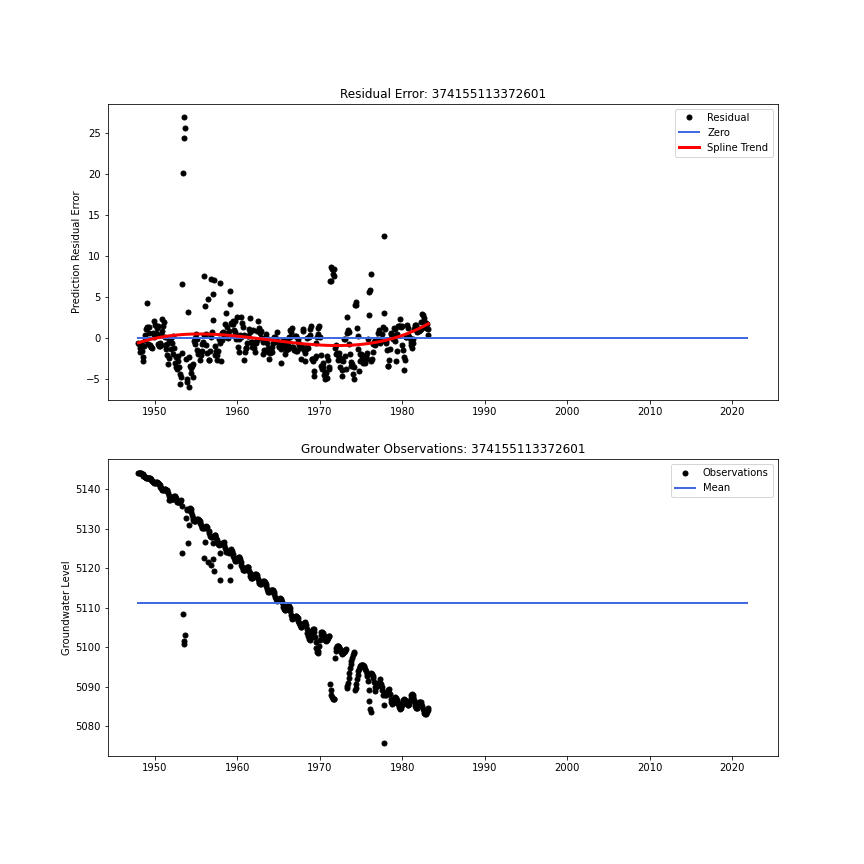 Residual Error: 374155113372601
Prediction Residual Error
25
20
15
10
5
0
−5
Residual
Zero
Spline Trend
1950 1960 1970 1980 1990 2000 2010 2020
Groundwater Observations: 374155113372601
Groundwater Level
5140
5130
5120
5110
5100
5090
5080
Observations
Mean
1950 1960 1970 1980 1990 2000 2010 2020